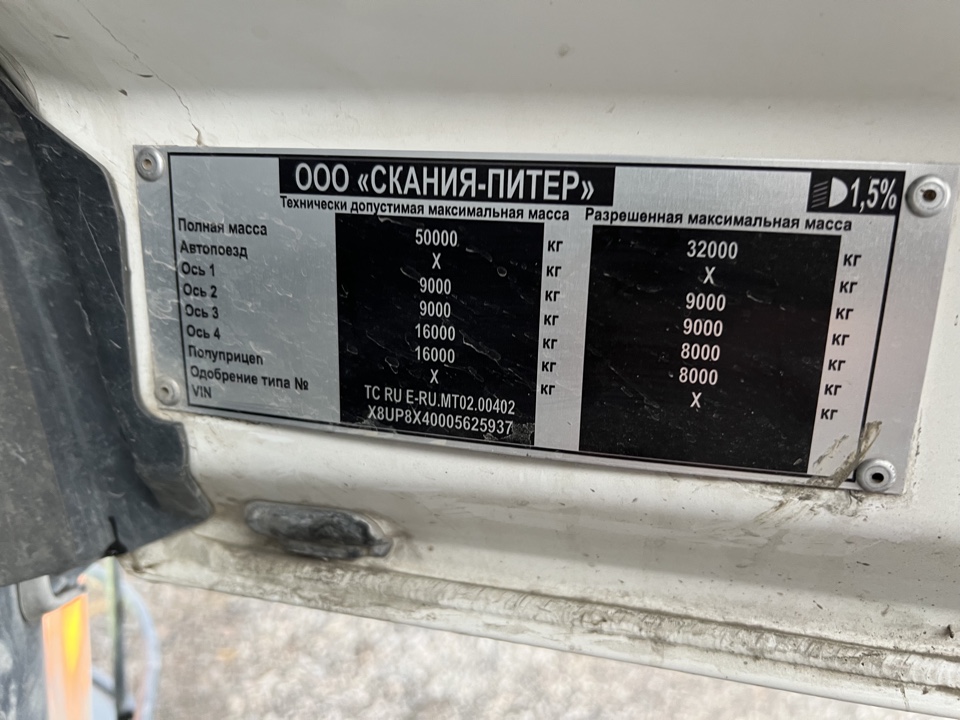 ООО «СКАНИЯ-ПИТЕР» 1,5%
Технически допустимая максимальная масса Разрешенная максимальная масса
Полная масса 50000 кг 32000 кг
Автопоезд X кг X кг
Ось 1 9000 кг 9000 кг
Ось 2 9000 кг 9000 кг
Ось 3 16000 кг 8000 кг
Ось 4 16000 кг 8000 кг
Полуприцеп X кг X кг
Одобрение типа № TC RU E-RU.MT02.00402
VIN X8UP8X40005625937